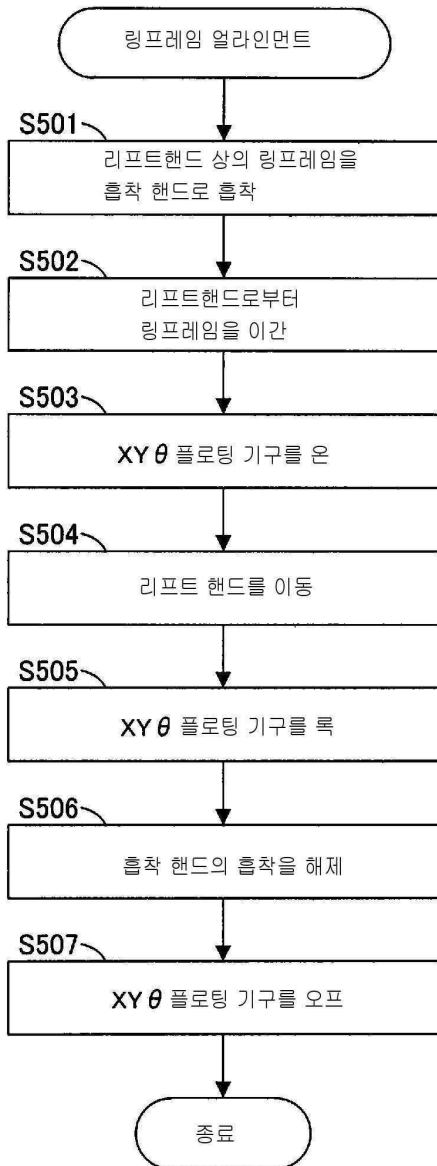 링프레임 얼라인먼트
S501
리프트핸드 상의 링프레임을
흡착 핸드로 흡착
S502
리프트핸드로부터
링프레임을 이간
S503
XYθ 플로팅 기구를 온
S504
리프트 핸드를 이동
S505
XYθ 플로팅 기구를 록
S506
흡착 핸드의 흡착을 해제
S507
XYθ 플로팅 기구를 오프
종료